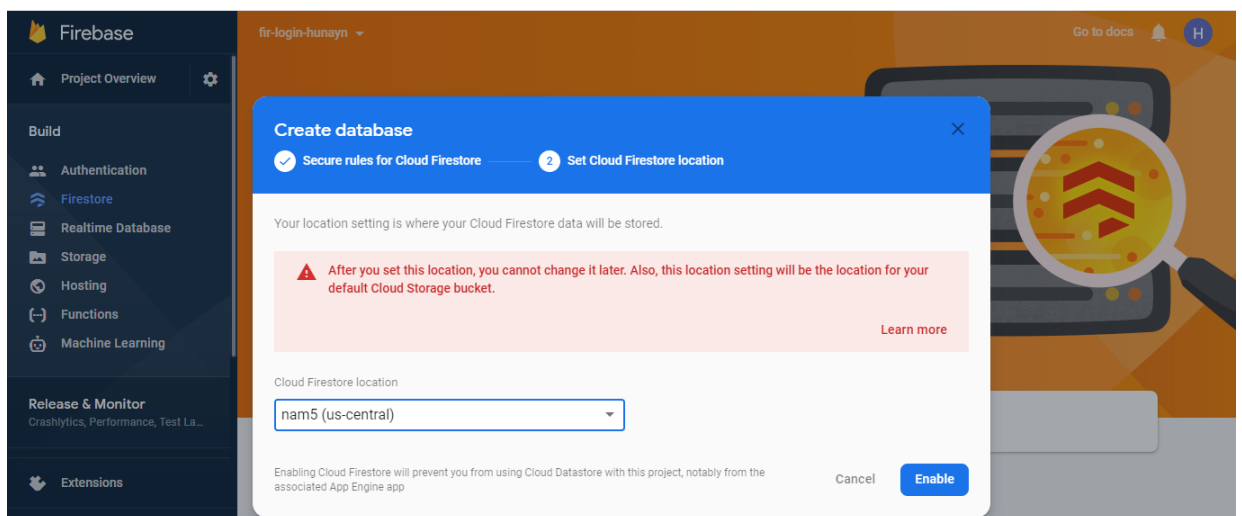 Firebase
fir-login-hunayn
Go to docs
H
Project Overview
Build
Authentication
Firestore
Realtime Database
Storage
Hosting
Functions
Machine Learning
Release & Monitor
Crashlytics, Performance, Test La...
Extensions
Create database
Secure rules for Cloud Firestore
2 Set Cloud Firestore location
Your location setting is where your Cloud Firestore data will be stored.
After you set this location, you cannot change it later. Also, this location setting will be the location for your
default Cloud Storage bucket.
Learn more
Cloud Firestore location
nam5 (us-central)
Enabling Cloud Firestore will prevent you from using Cloud Datastore with this project, notably from the
associated App Engine app
Cancel
Enable